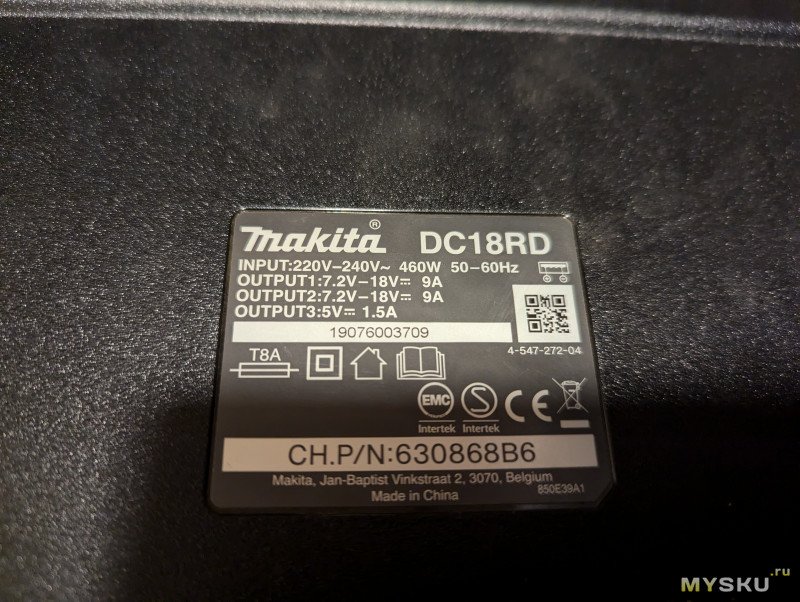 makita® DC18RD
INPUT:220V–240V~ 460W 50–60Hz
OUTPUT1:7.2V–18V⎓ 9A
OUTPUT2:7.2V–18V⎓ 9A
OUTPUT3:5V⎓ 1.5A
19076003709
4-547-272-04
T8A
EMC S CE
Intertek Intertek
CH.P/N:630868B6
Makita, Jan-Baptist Vinkstraat 2, 3070, Belgium
Made in China 850E39A1
MYSKU.ru